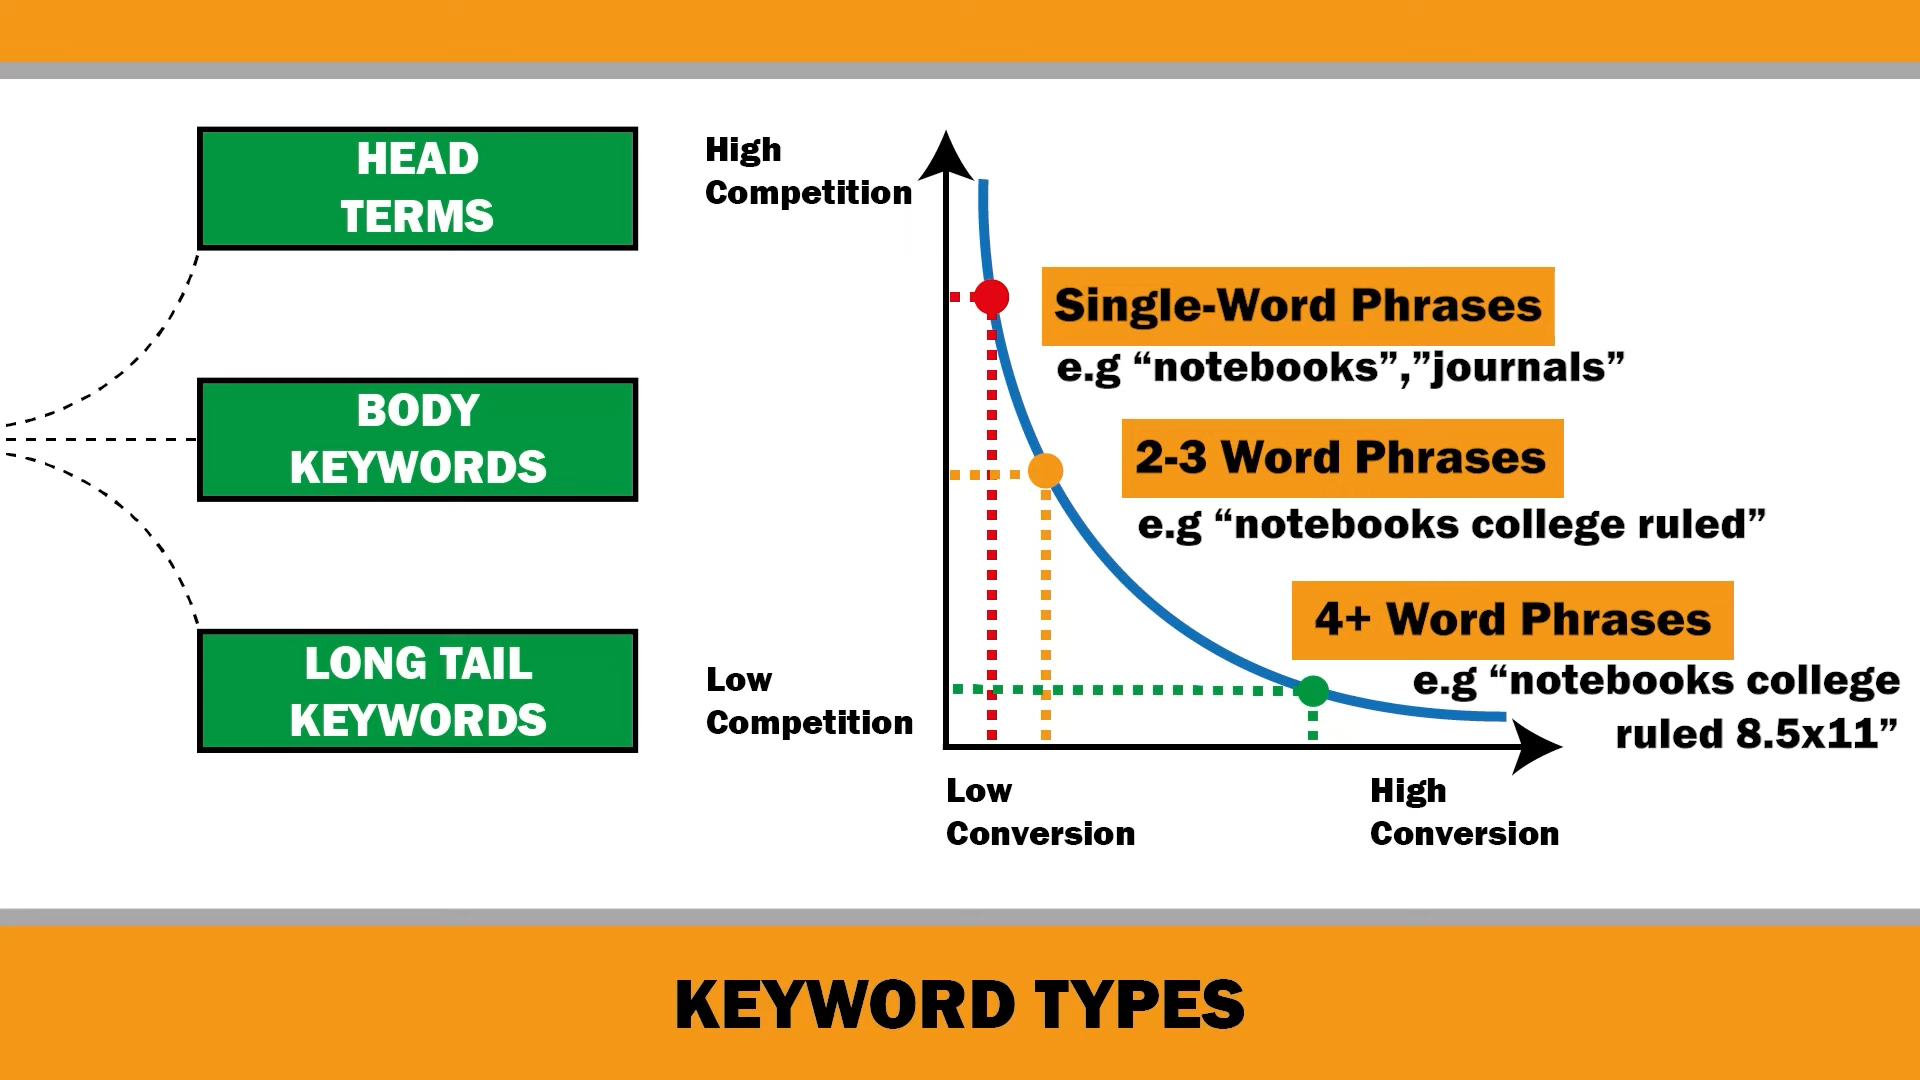 HEAD
TERMS
BODY
KEYWORDS
LONG TAIL
KEYWORDS
High
Competition
Single-Word Phrases
e.g “notebooks”,”journals”
2-3 Word Phrases
e.g “notebooks college ruled”
4+ Word Phrases
e.g “notebooks college
ruled 8.5x11”
Low
Competition
Low
Conversion
High
Conversion
KEYWORD TYPES